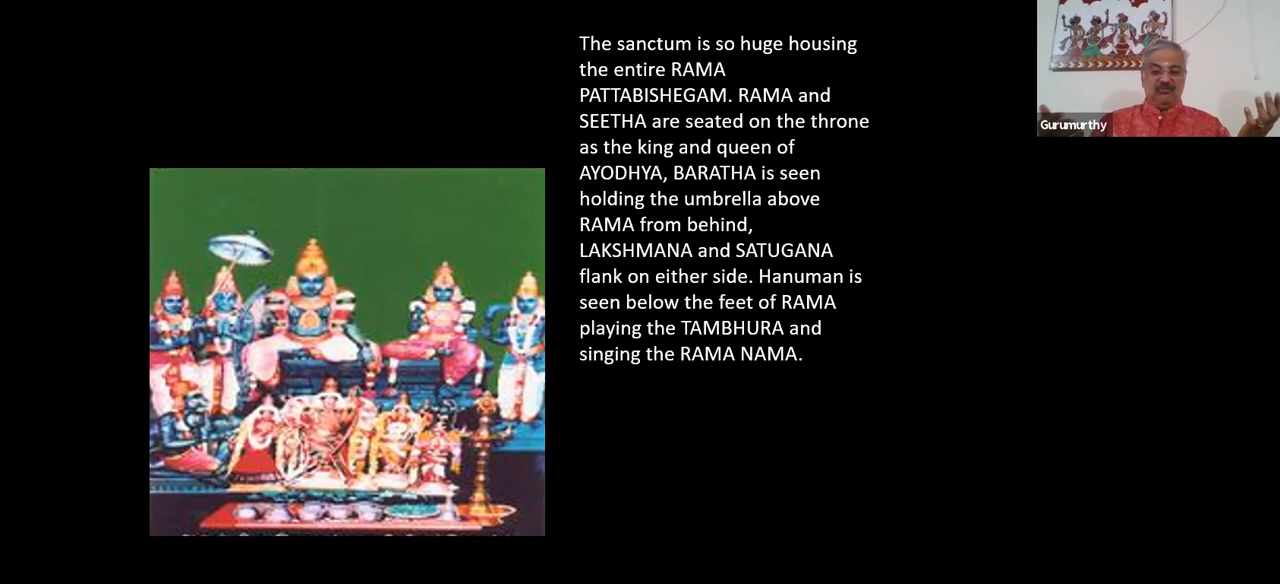 The sanctum is so huge housing
the entire RAMA
PATTABISHEGAM. RAMA and
SEETHA are seated on the throne
as the king and queen of
AYODHYA, BARATHA is seen
holding the umbrella above
RAMA from behind,
LAKSHMANA and SATUGANA
flank on either side. Hanuman is
seen below the feet of RAMA
playing the TAMBHURA and
singing the RAMA NAMA.
Gurumurthy